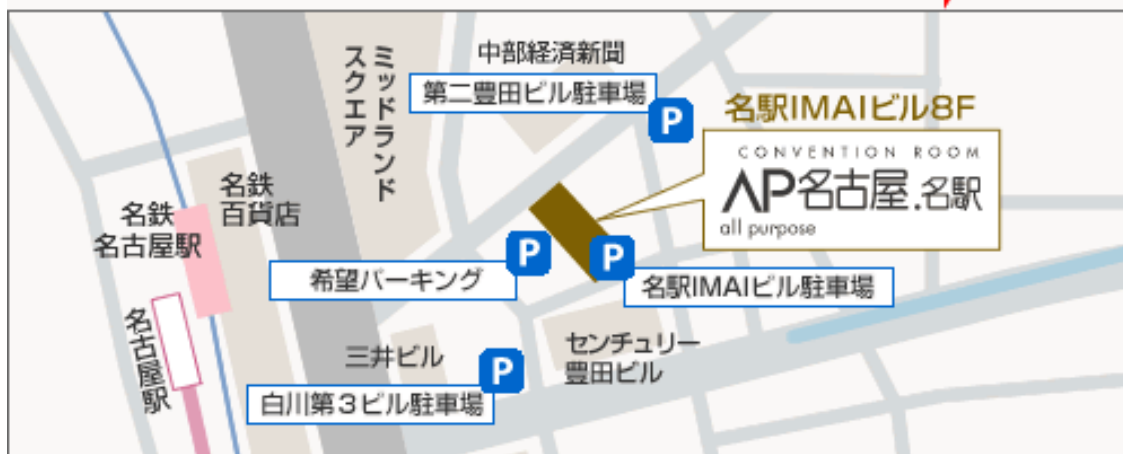 中部経済新聞
第二豊田ビル駐車場
P
ミッドランド
スクエア
名駅IMAIビル8F
CONVENTION ROOM
AP名古屋.名駅
all purpose
名鉄
百貨店
名鉄
名古屋駅
希望パーキング
P
P
名駅IMAIビル駐車場
名古屋駅
三井ビル
P
白川第3ビル駐車場
センチュリー
豊田ビル